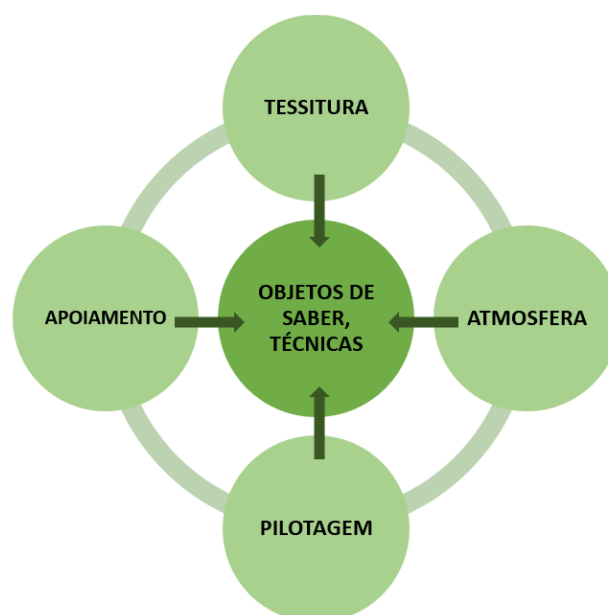 TESSITURA
APOIAMENTO
OBJETOS DE
SABER,
TÉCNICAS
ATMOSFERA
PILOTAGEM